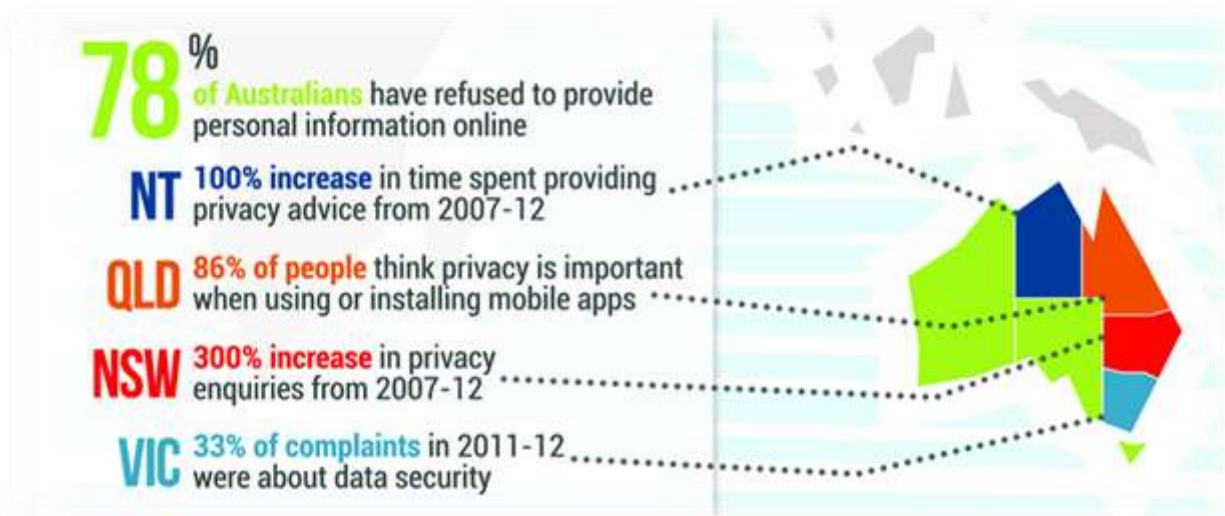 78%
of Australians have refused to provide
personal information online
NT 100% increase in time spent providing
privacy advice from 2007-12
QLD 86% of people think privacy is important
when using or installing mobile apps
NSW 300% increase in privacy
enquiries from 2007-12
VIC 33% of complaints in 2011-12
were about data security